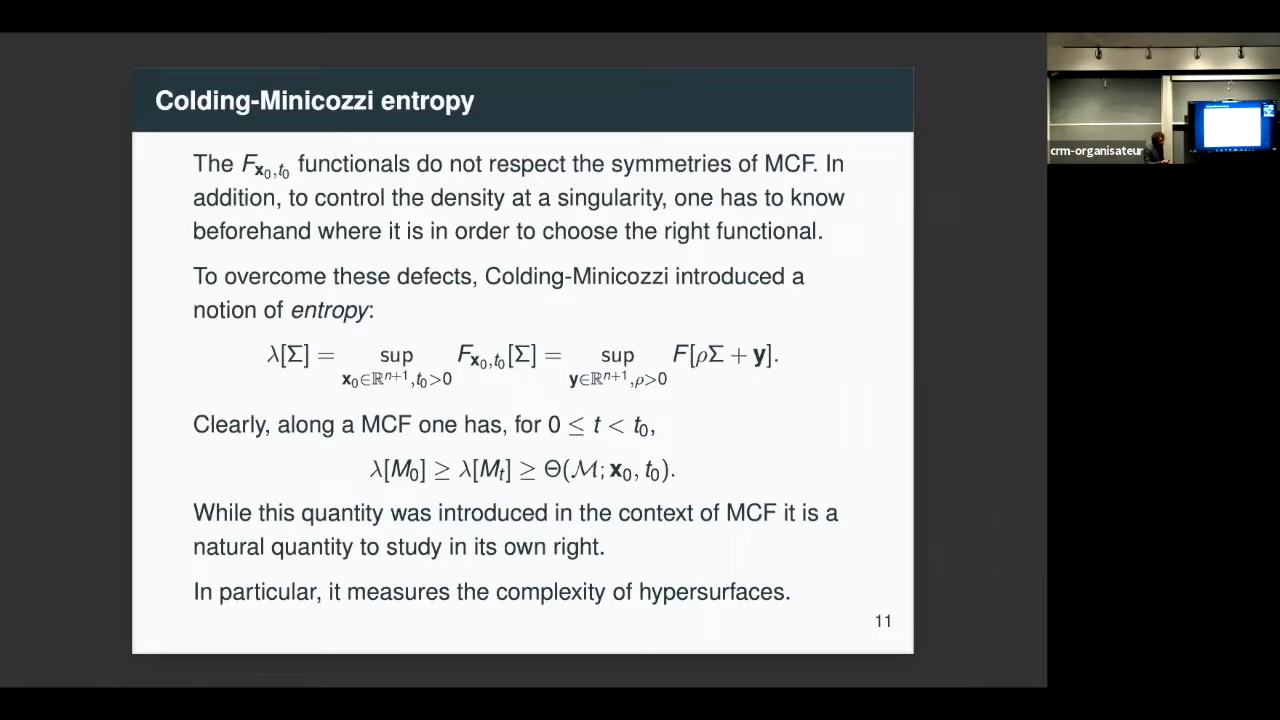 Colding-Minicozzi entropy
The F_{x₀,t₀} functionals do not respect the symmetries of MCF. In
addition, to control the density at a singularity, one has to know
beforehand where it is in order to choose the right functional.
To overcome these defects, Colding-Minicozzi introduced a
notion of entropy:
λ[Σ] = sup_{x₀∈ℝⁿ⁺¹,t₀>0} F_{x₀,t₀}[Σ] = sup_{y∈ℝⁿ⁺¹,ρ>0} F[ρΣ + y].
Clearly, along a MCF one has, for 0 ≤ t < t₀,
λ[M₀] ≥ λ[Mₜ] ≥ Θ(ℳ; x₀, t₀).
While this quantity was introduced in the context of MCF it is a
natural quantity to study in its own right.
In particular, it measures the complexity of hypersurfaces.
11
crm-organisateur